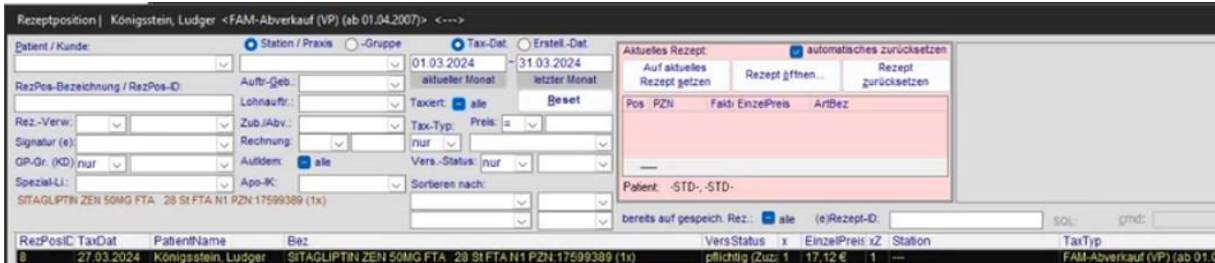 Rezeptposition | Königsstein, Ludger <FAM-Abverkauf (VP) (ab 01.04.2007)> <--->
Patient / Kunde: Station / Praxis -Gruppe Tax-Dat. Erstell.-Dat. Aktuelles Rezept: automatisches zurücksetzen
01.03.2024 - 31.03.2024 Auf aktuelles Rezept setzen Rezept öffnen... Rezept zurücksetzen
RezPos-Bezeichnung / RezPos-ID: Auftr-Geb.: aktueller Monat letzter Monat
Lohnauftr.: Taxiert: alle Reset Pos PZN Fakt EinzelPreis ArtBez
Rez.-Verw: Zub./Abv.: Tax-Typ: Preis: =
Signatur (e): Rechnung: nur
GP-Gr. (KD) nur AutIdem: alle Vers.-Status: nur
Spezial-Li.: Apo-IK: Sortieren nach: Patient: -STD-, -STD-
SITAGLIPTIN ZEN 50MG FTA 28 St FTA N1 PZN:17599389 (1x)
bereits auf gespeich. Rez.: alle (e)Rezept-ID: SQL: cmd:
RezPosID TaxDat PatientName Bez VersStatus x EinzelPreis xZ Station TaxTyp
8 27.03.2024 Königsstein, Ludger SITAGLIPTIN ZEN 50MG FTA 28 St FTA N1 PZN:17599389 (1x) pflichtig (Zuz 1 17,12 € 1 --- FAM-Abverkauf (VP) (ab 01.0